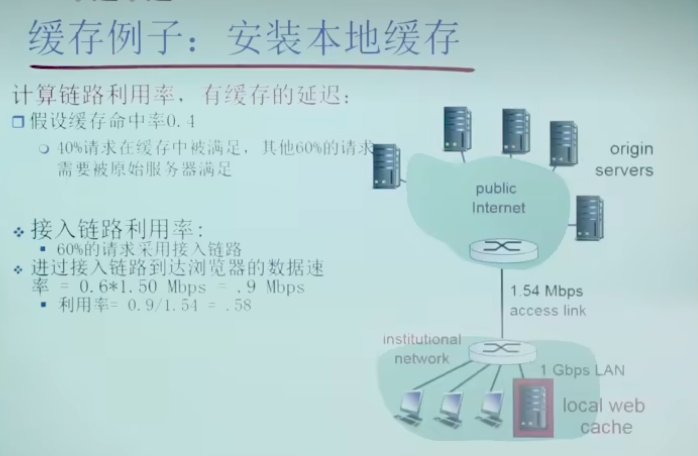 缓存例子：安装本地缓存
计算链路利用率，有缓存的延迟：
假设缓存命中率0.4
40%请求在缓存中被满足，其他60%的请求
需要被原始服务器满足
接入链路利用率:
60%的请求采用接入链路
进过接入链路到达浏览器的数据速
率 = 0.6*1.50 Mbps = .9 Mbps
利用率= 0.9/1.54 = .58
origin
servers
public
Internet
1.54 Mbps
access link
institutional
network
1 Gbps LAN
local web
cache